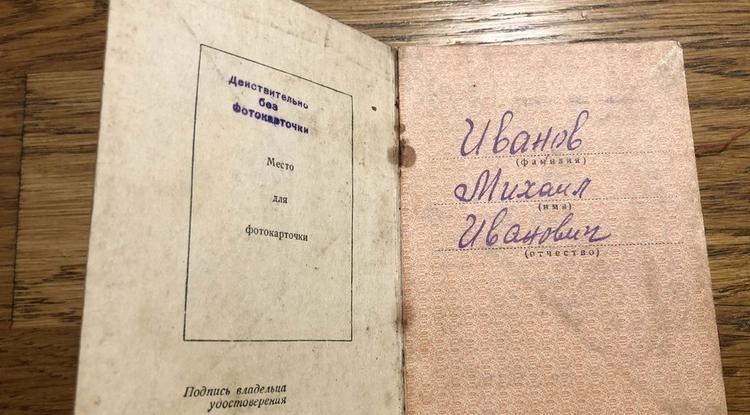 Действительно
без
фотокарточки
Место
для
фотокарточки
Подпись владельца
удостоверения
Иванов
(фамилия)
Михаил
(имя)
Иванович
(отчество)